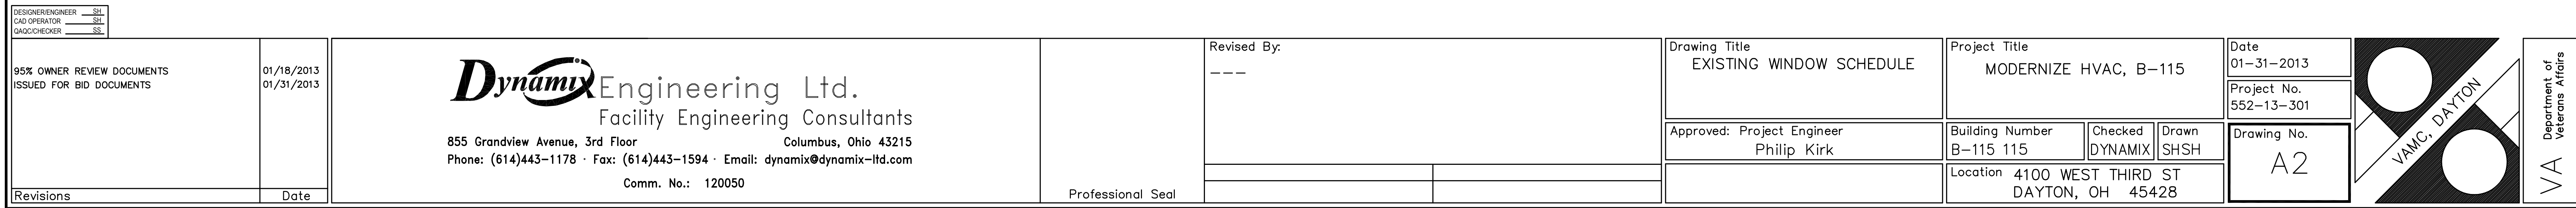 DESIGNER/ENGINEER SH
CAD OPERATOR SH
QAQC/CHECKER SS
95% OWNER REVIEW DOCUMENTS 01/18/2013
ISSUED FOR BID DOCUMENTS 01/31/2013
Revisions Date
Dynamix Engineering Ltd.
Facility Engineering Consultants
855 Grandview Avenue, 3rd Floor Columbus, Ohio 43215
Phone: (614)443-1178 · Fax: (614)443-1594 · Email: dynamix@dynamix-ltd.com
Comm. No.: 120050
Professional Seal
Revised By:
---
Drawing Title
EXISTING WINDOW SCHEDULE
Approved: Project Engineer
Philip Kirk
Project Title
MODERNIZE HVAC, B-115
Building Number
B-115 115
Checked
DYNAMIX
Drawn
SHSH
Location 4100 WEST THIRD ST
DAYTON, OH 45428
Date
01-31-2013
Project No.
552-13-301
Drawing No.
A2
VAMC, DAYTON
VA Department of
Veterans Affairs